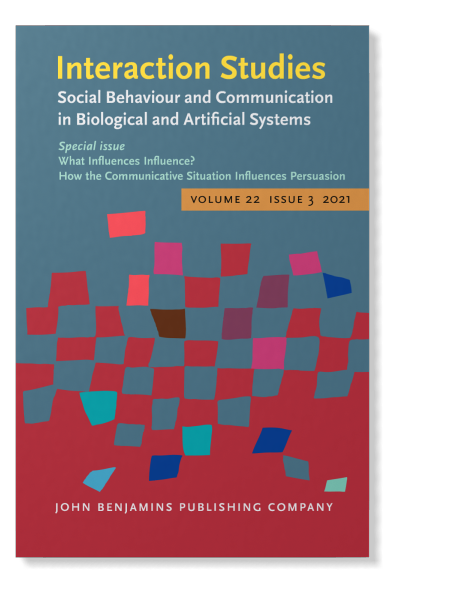 Interaction Studies
Social Behaviour and Communication
in Biological and Artificial Systems
Special issue
What Influences Influence?
How the Communicative Situation Influences Persuasion
VOLUME 22 ISSUE 3 2021
JOHN BENJAMINS PUBLISHING COMPANY